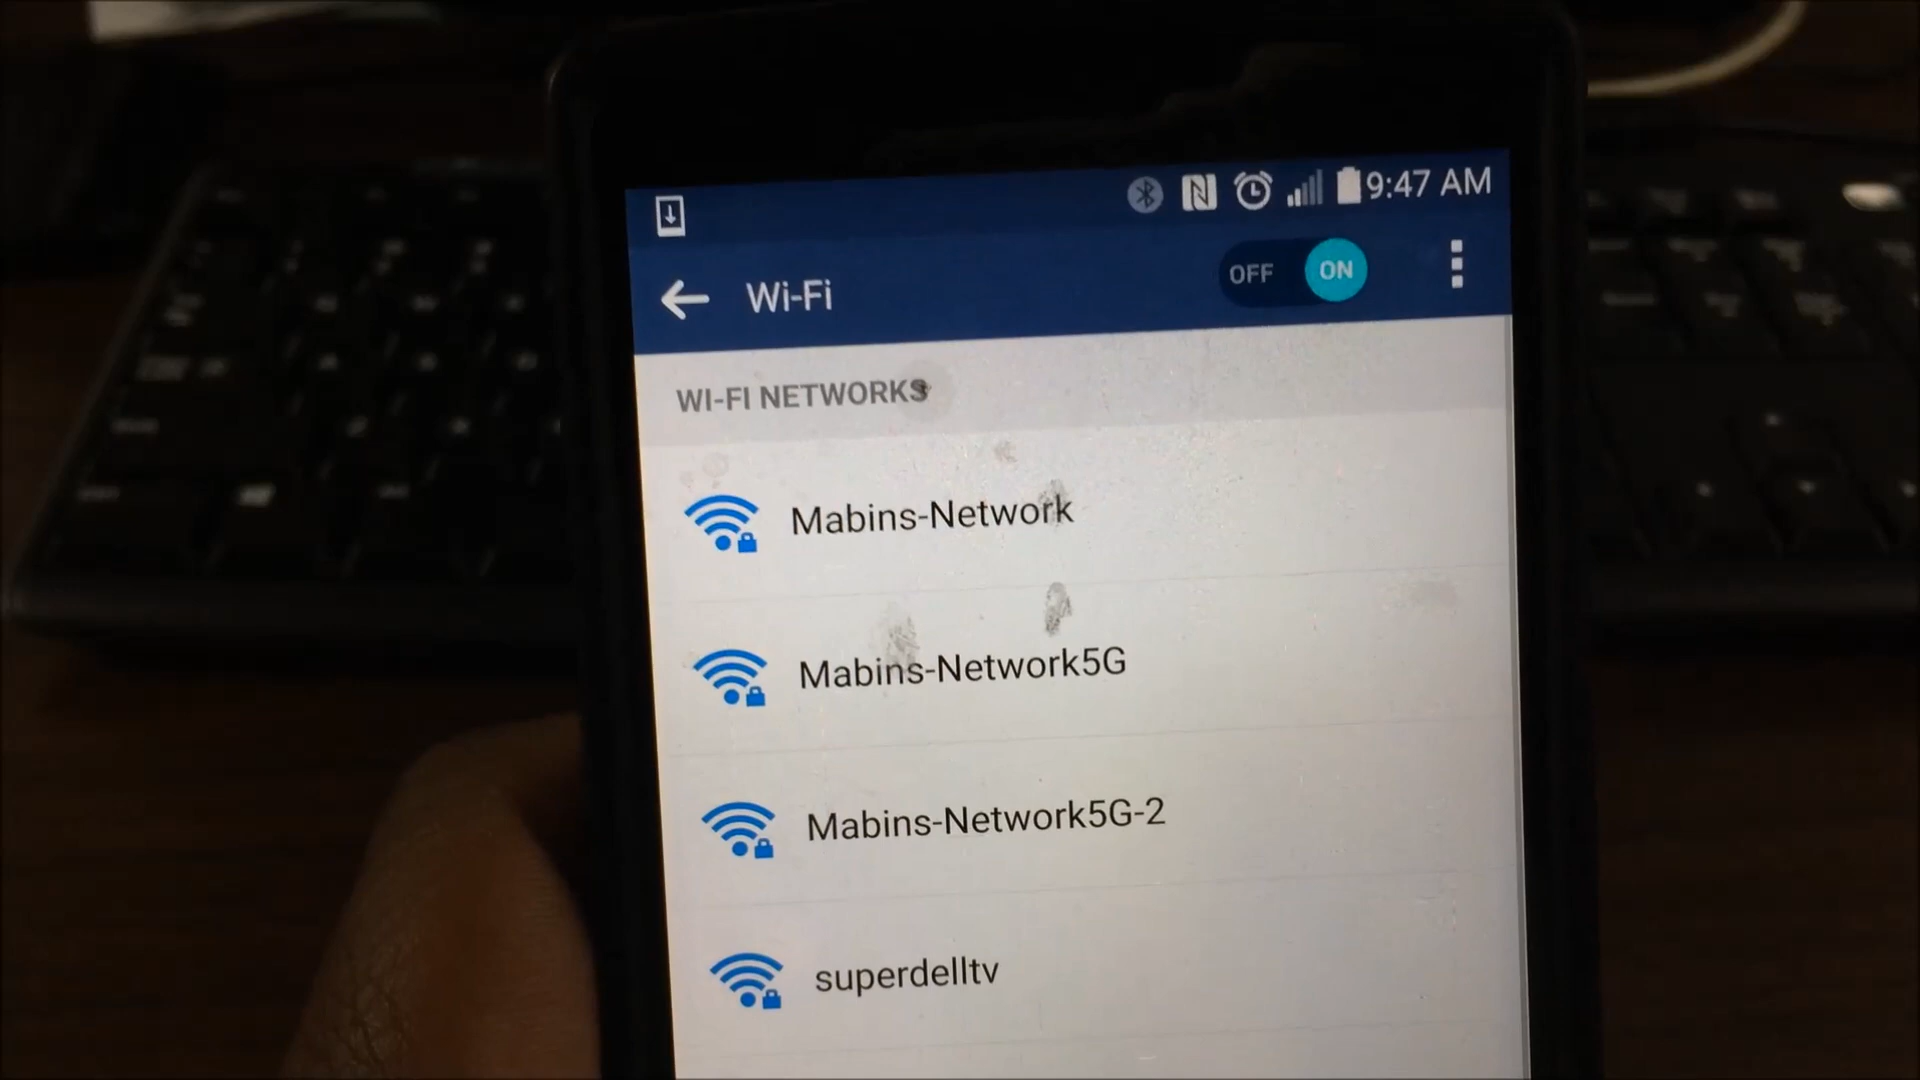 9:47 AM
Wi-Fi
OFF ON
WI-FI NETWORKS
Mabins-Network
Mabins-Network5G
Mabins-Network5G-2
superdelltv